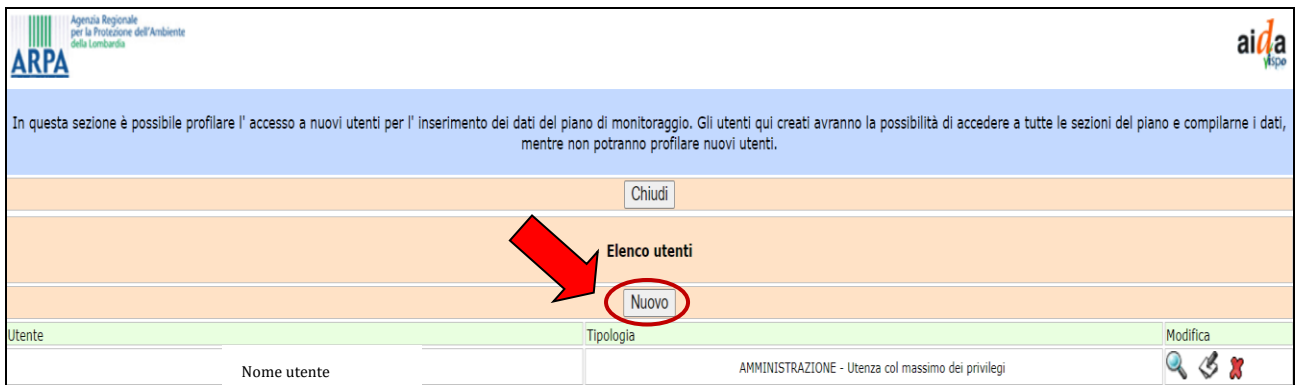 Agenzia Regionale
per la Protezione dell'Ambiente
della Lombardia
ARPA
aida
vispo
In questa sezione è possibile profilare l' accesso a nuovi utenti per l' inserimento dei dati del piano di monitoraggio. Gli utenti qui creati avranno la possibilità di accedere a tutte le sezioni del piano e compilarne i dati,
mentre non potranno profilare nuovi utenti.
Chiudi
Elenco utenti
Nuovo
Utente Tipologia Modifica
Nome utente AMMINISTRAZIONE - Utenza col massimo dei privilegi